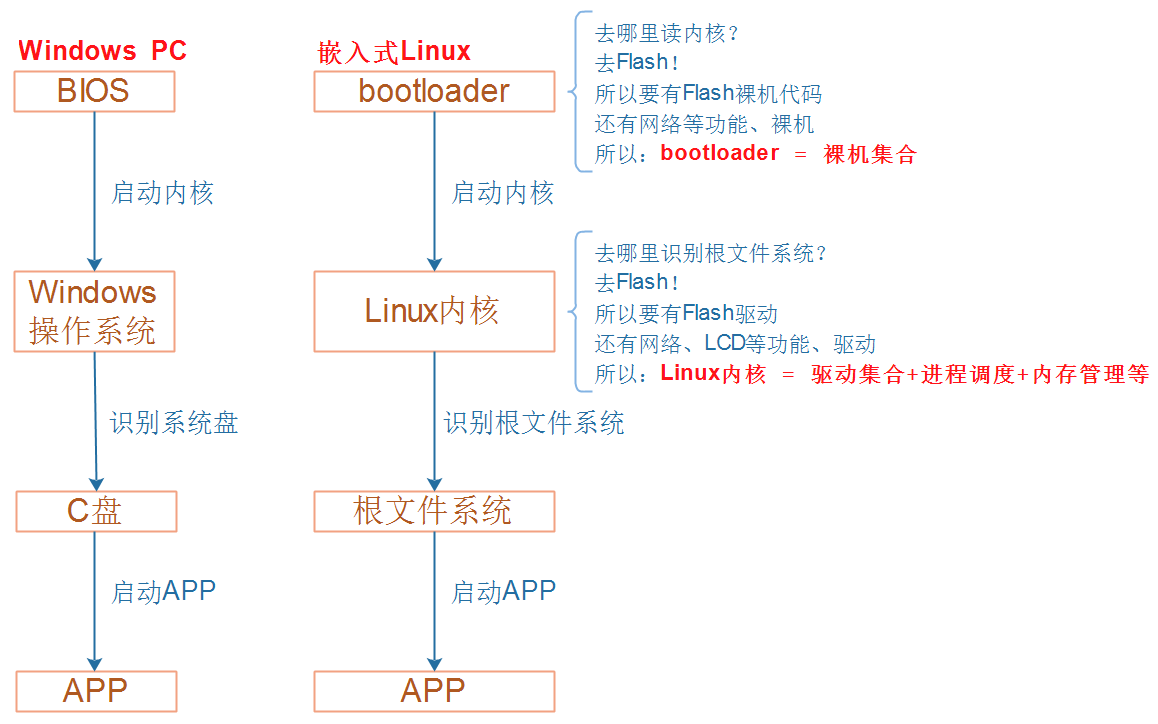 Windows PC
BIOS
启动内核
Windows
操作系统
识别系统盘
C盘
启动APP
APP
嵌入式Linux
bootloader
启动内核
Linux内核
识别根文件系统
根文件系统
启动APP
APP
去哪里读内核？
去Flash！
所以要有Flash裸机代码
还有网络等功能、裸机
所以：bootloader = 裸机集合
去哪里识别根文件系统？
去Flash！
所以要有Flash驱动
还有网络、LCD等功能、驱动
所以：Linux内核 = 驱动集合+进程调度+内存管理等